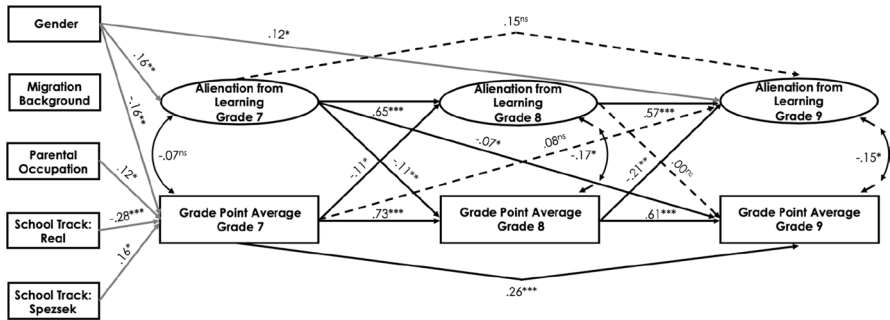 Gender
Migration
Background
Parental
Occupation
School Track:
Real
School Track:
Spezsek
.16**
-.16**
.12*
-.28***
.16*
.12*
.15ns
Alienation from
Learning
Grade 7
.65***
Alienation from
Learning
Grade 8
.57***
Alienation from
Learning
Grade 9
-.07ns
-.11*
-.11**
-.07*
.08ns
-.17*
-.21**
.00ns
-.15*
Grade Point Average
Grade 7
.73***
Grade Point Average
Grade 8
.61***
Grade Point Average
Grade 9
.26***